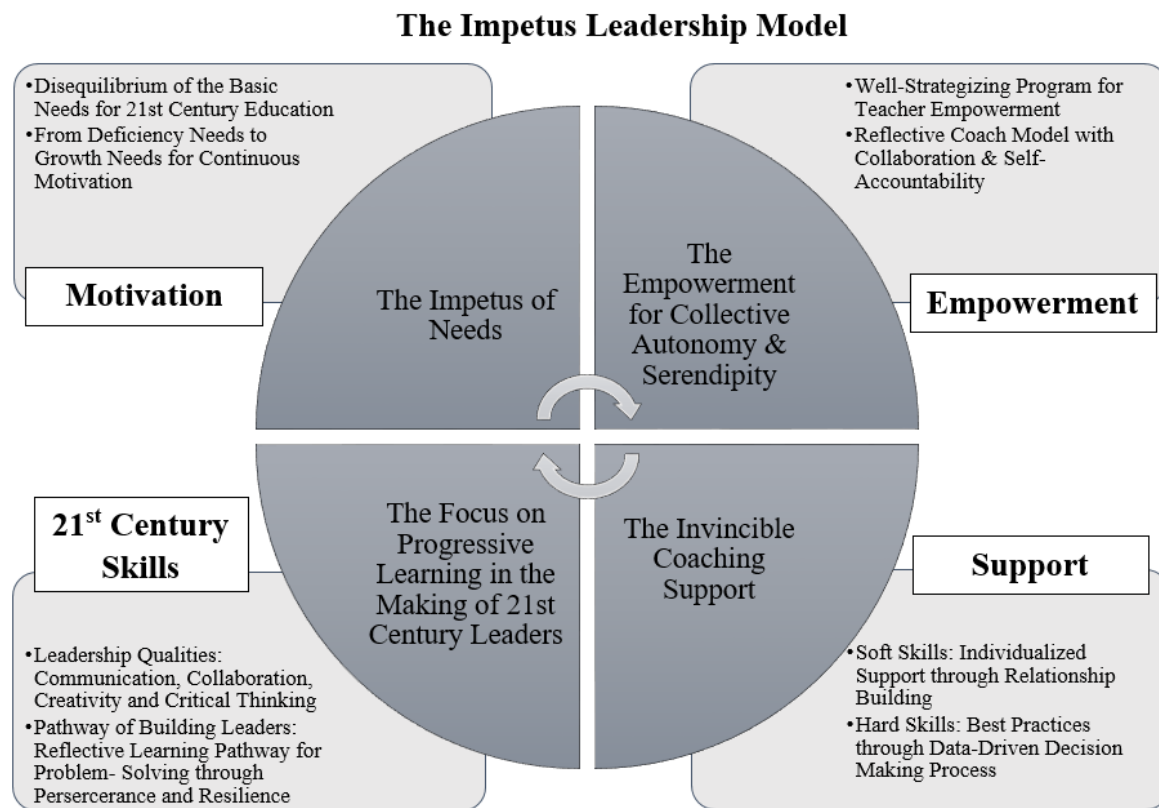 The Impetus Leadership Model
•Disequilibrium of the Basic
Needs for 21st Century Education
•From Deficiency Needs to
Growth Needs for Continuous
Motivation
Motivation
The Impetus of
Needs
•Well-Strategizing Program for
Teacher Empowerment
•Reflective Coach Model with
Collaboration & Self-
Accountability
The
Empowerment
for Collective
Autonomy &
Serendipity
Empowerment
21st Century
Skills
The Focus on
Progressive
Learning in the
Making of 21st
Century Leaders
•Leadership Qualities:
Communication, Collaboration,
Creativity and Critical Thinking
•Pathway of Building Leaders:
Reflective Learning Pathway for
Problem- Solving through
Persercerance and Resilience
The Invincible
Coaching
Support
Support
•Soft Skills: Individualized
Support through Relationship
Building
•Hard Skills: Best Practices
through Data-Driven Decision
Making Process